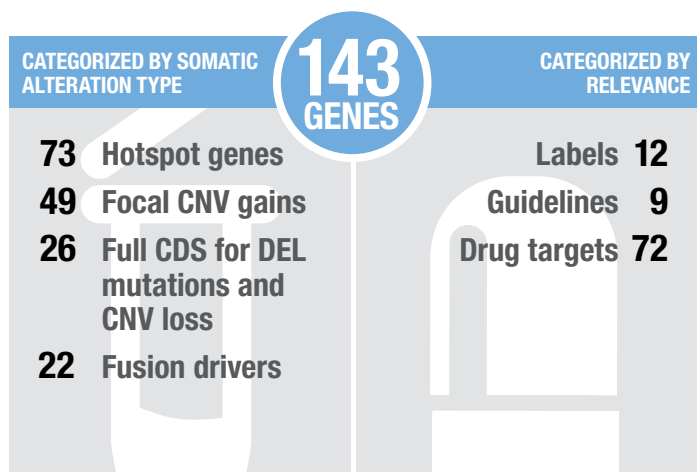 143
GENES
CATEGORIZED BY SOMATIC
ALTERATION TYPE
73 Hotspot genes
49 Focal CNV gains
26 Full CDS for DEL
mutations and
CNV loss
22 Fusion drivers
CATEGORIZED BY
RELEVANCE
Labels 12
Guidelines 9
Drug targets 72